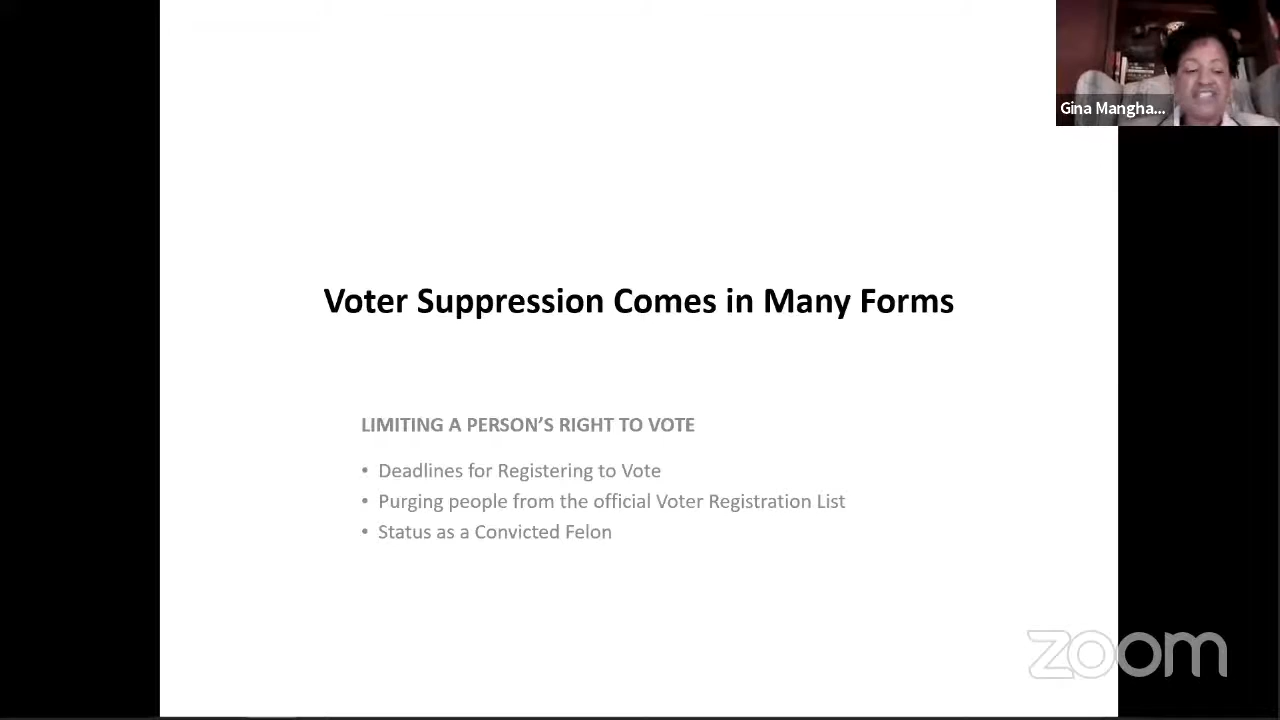 Gina Mangha...
Voter Suppression Comes in Many Forms
LIMITING A PERSON'S RIGHT TO VOTE
• Deadlines for Registering to Vote
• Purging people from the official Voter Registration List
• Status as a Convicted Felon
zoom